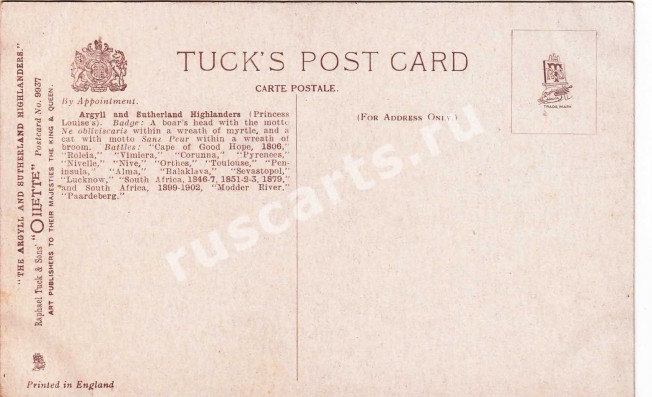 TUCK'S POST CARD
CARTE POSTALE.
By Appointment.
(FOR ADDRESS ONLY)
TRADE MARK
Argyll and Sutherland Highlanders (Princess
Louise's). Badge: A boar's head with the motto
Ne obliviscaris within a wreath of myrtle, and a
cat with motto Sans Peur within a wreath of
broom. Battles: "Cape of Good Hope, 1806,"
"Roleia," "Vimiera," "Corunna," "Pyrenees,"
"Nivelle," "Nive," "Orthes," "Toulouse," "Pen-
insula," "Alma," "Balaklava," "Sevastopol,"
"Lucknow," "South Africa, 1946-7, 1851-2-3, 1879,"
and South Africa, 1899-1902, "Modder River."
"Paardeberg."
"THE ARGYLL AND SUTHERLAND HIGHLANDERS."
Raphael Tuck & Sons' "OILETTE" Postcard No. 9937
ART PUBLISHERS TO THEIR MAJESTIES THE KING & QUEEN.
Printed in England
ruscarts.ru